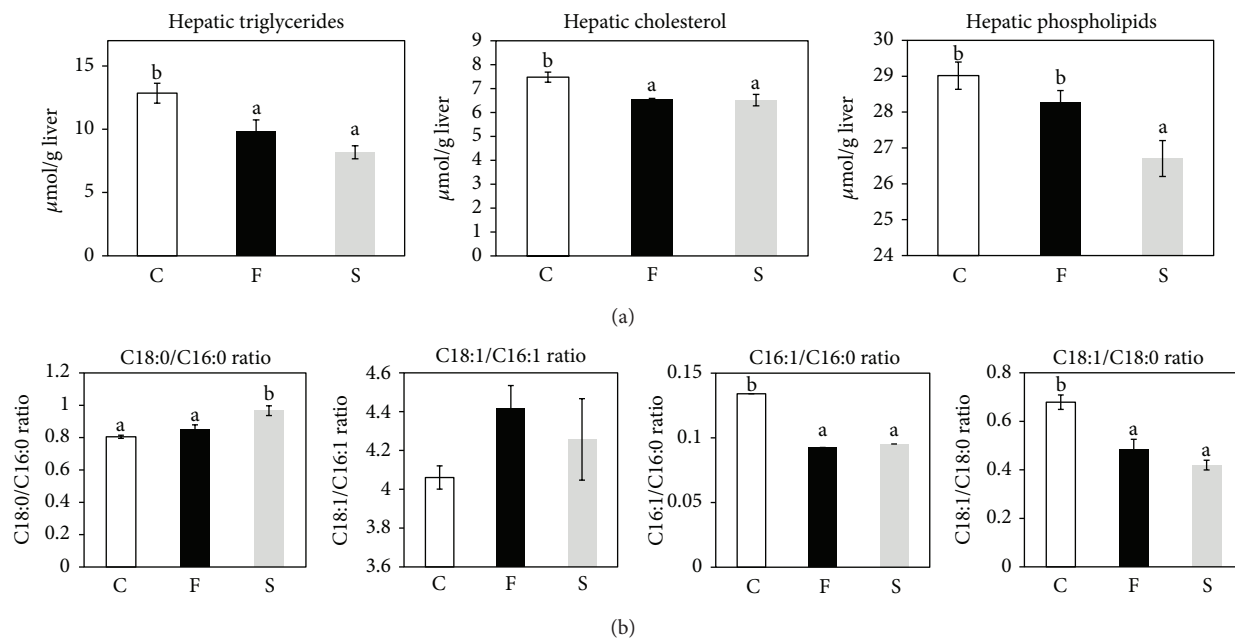 Hepatic triglycerides
15
10
5
0
μmol/g liver
b
a
a
C F S
Hepatic cholesterol
9
8
7
6
5
4
3
2
1
0
μmol/g liver
b
a
a
C F S
Hepatic phospholipids
30
29
28
27
26
25
24
μmol/g liver
b
b
a
C F S
(a)
C18:0/C16:0 ratio
1.2
1
0.8
0.6
0.4
0.2
0
C18:0/C16:0 ratio
a
a
b
C F S
C18:1/C16:1 ratio
4.6
4.4
4.2
4
3.8
3.6
C18:1/C16:1 ratio
C F S
C16:1/C16:0 ratio
0.15
0.1
0.05
0
C16:1/C16:0 ratio
b
a
a
C F S
C18:1/C18:0 ratio
0.8
0.6
0.4
0.2
0
C18:1/C18:0 ratio
b
a
a
C F S
(b)